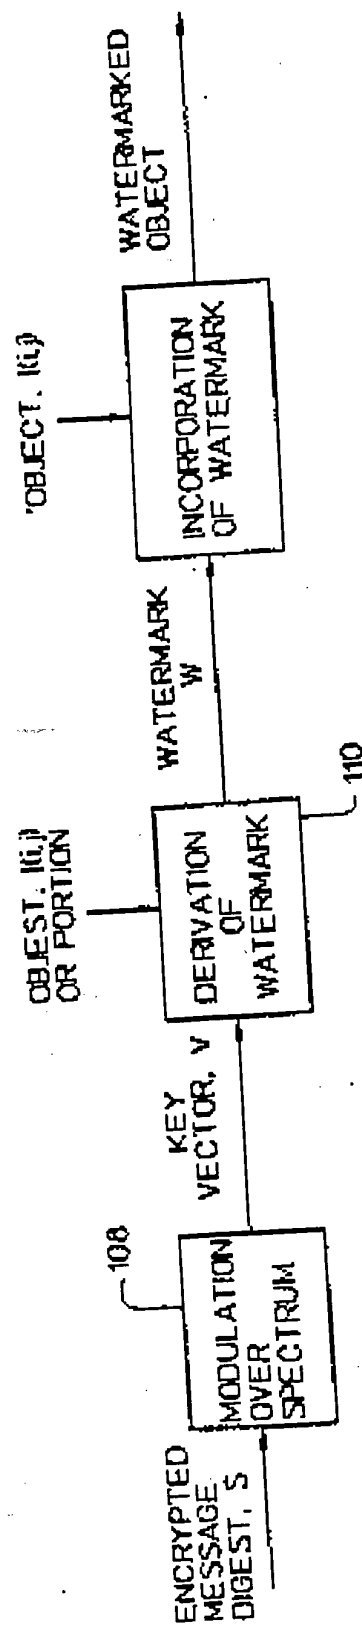 ENCRYPTED
MESSAGE
DIGEST, S
MODULATION
OVER
SPECTRUM
108
KEY
VECTOR, V
OBJEST. I(i,j)
OR PORTION
DERIVATION
OF
WATERMARK
110
WATERMARK
W
'OBJECT. I(i,j)
INCORPORATION
OF WATERMARK
WATERMARKED
OBJECT